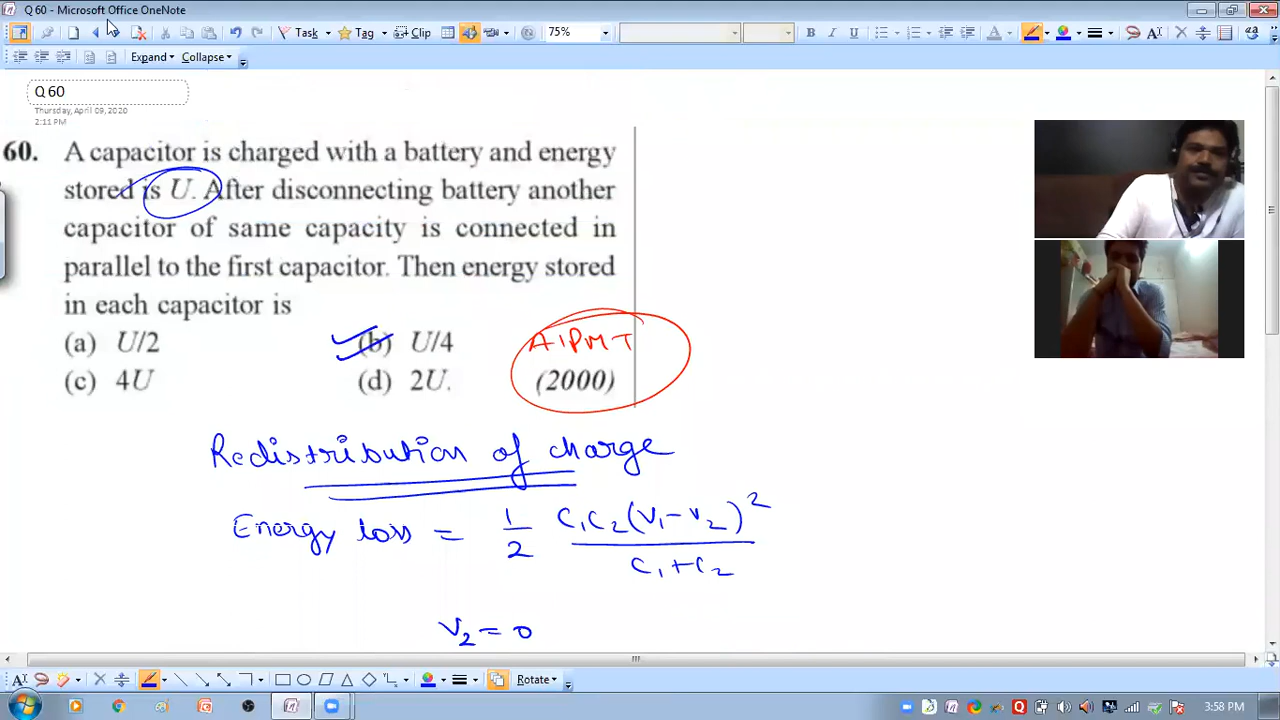 Q 60 - Microsoft Office OneNote
Task Tag Clip 75%
Expand Collapse
Q 60
Thursday, April 09, 2020
2:11 PM
60. A capacitor is charged with a battery and energy
stored is U. After disconnecting battery another
capacitor of same capacity is connected in
parallel to the first capacitor. Then energy stored
in each capacitor is
(a) U/2 (b) U/4 AIPMT
(c) 4U (d) 2U. (2000)
Redistribution of charge
Energy loss = 1/2 C₁C₂(V₁-V₂)²/C₁+C₂
V₂ = 0
Rotate
3:58 PM